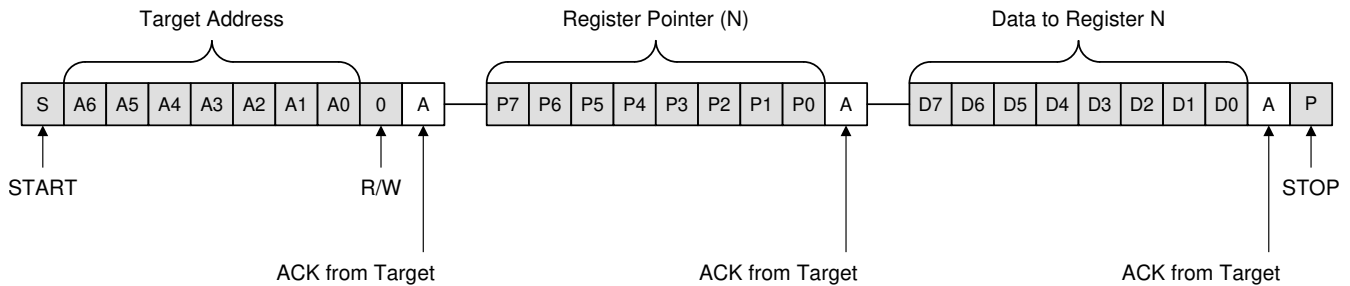 Target Address
Register Pointer (N)
Data to Register N
S A6 A5 A4 A3 A2 A1 A0 0 A P7 P6 P5 P4 P3 P2 P1 P0 A D7 D6 D5 D4 D3 D2 D1 D0 A P
START
R/W
STOP
ACK from Target
ACK from Target
ACK from Target